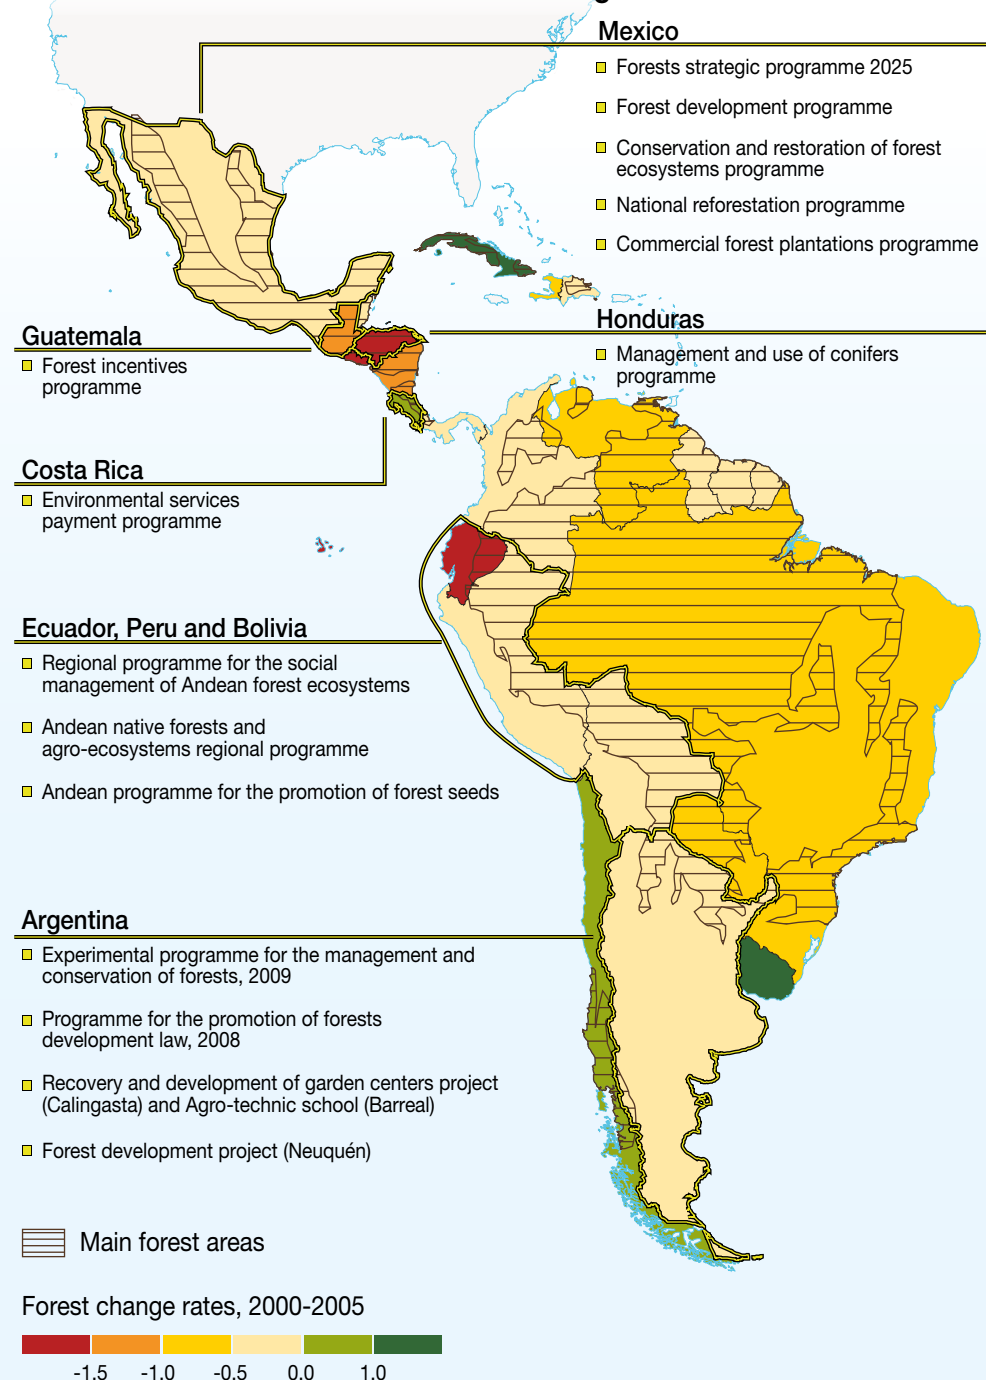 Mexico
Forests strategic programme 2025
Forest development programme
Conservation and restoration of forest
ecosystems programme
National reforestation programme
Commercial forest plantations programme
Honduras
Management and use of conifers
programme
Guatemala
Forest incentives
programme
Costa Rica
Environmental services
payment programme
Ecuador, Peru and Bolivia
Regional programme for the social
management of Andean forest ecosystems
Andean native forests and
agro-ecosystems regional programme
Andean programme for the promotion of forest seeds
Argentina
Experimental programme for the management and
conservation of forests, 2009
Programme for the promotion of forests
development law, 2008
Recovery and development of garden centers project
(Calingasta) and Agro-technic school (Barreal)
Forest development project (Neuquén)
Main forest areas
Forest change rates, 2000-2005
-1.5 -1.0 -0.5 0.0 1.0